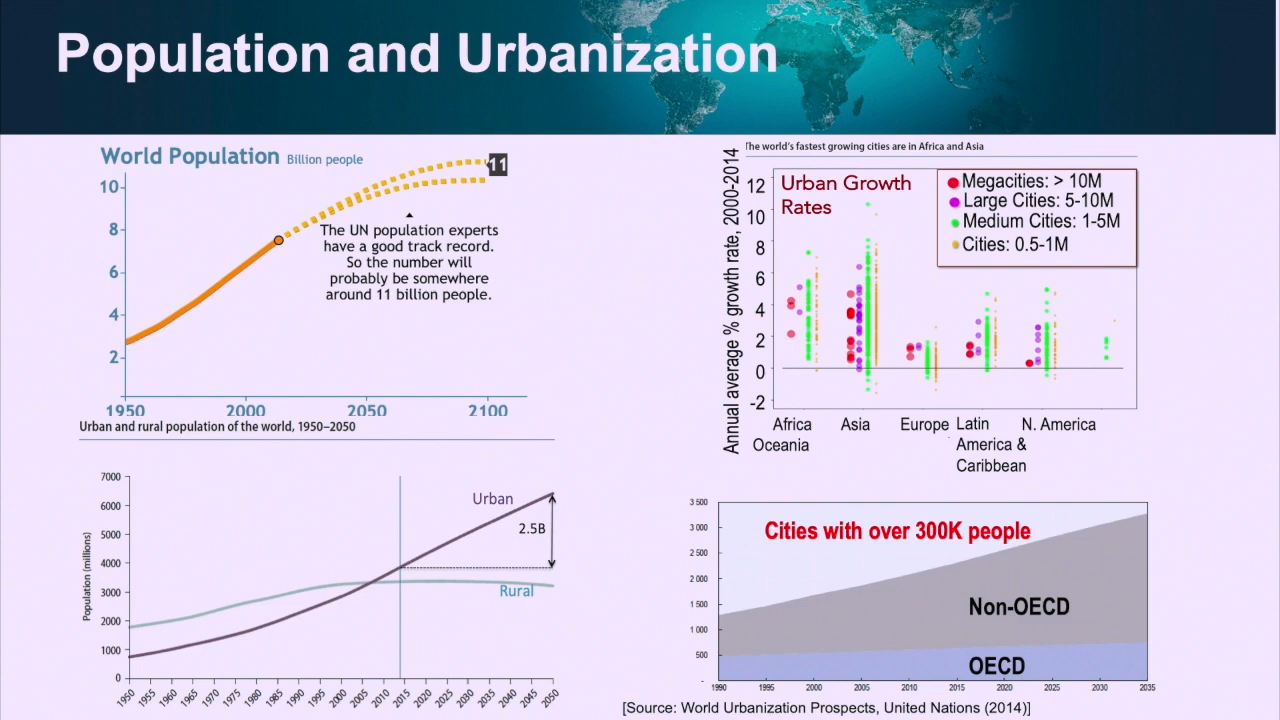 Population and Urbanization
World Population Billion people
10
8
6
4
2
1950 2000 2050 2100
11
The UN population experts
have a good track record.
So the number will
probably be somewhere
around 11 billion people.
Urban and rural population of the world, 1950–2050
Population (millions)
7000
6000
5000
4000
3000
2000
1000
0
Urban
2.5B
Rural
1950 1955 1960 1965 1970 1975 1980 1985 1990 1995 2000 2005 2010 2015 2020 2025 2030 2035 2040 2045 2050
The world's fastest growing cities are in Africa and Asia
Annual average % growth rate, 2000-2014
12
10
8
6
4
2
0
-2
Urban Growth
Rates
Megacities: > 10M
Large Cities: 5-10M
Medium Cities: 1-5M
Cities: 0.5-1M
Africa Asia Europe Latin N. America
Oceania America &
Caribbean
3 500
3 000
2 500
2 000
1 500
1 000
500
-
Cities with over 300K people
Non-OECD
OECD
1990 1995 2000 2005 2010 2015 2020 2025 2030 2035
[Source: World Urbanization Prospects, United Nations (2014)]